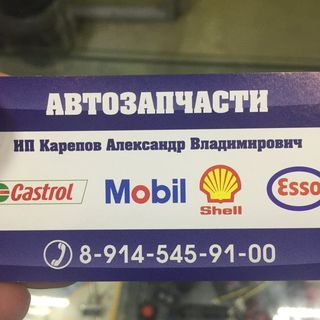 АВТОЗАПЧАСТИ
ИП Карепов Александр Владимирович
Castrol Mobil Shell Esso
8-914-545-91-00